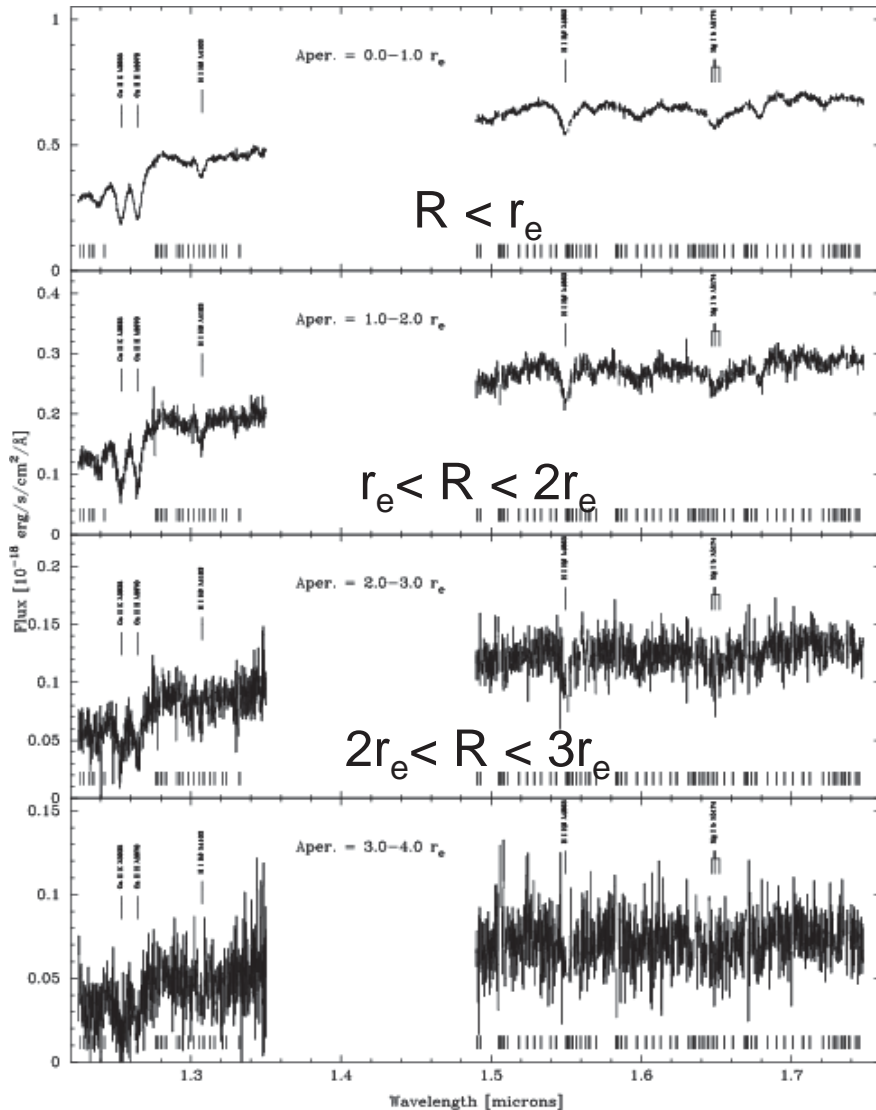 1
Aper. = 0.0−1.0 r_e
0.5
R < r_e
0
0.4
Aper. = 1.0−2.0 r_e
0.3
0.2
0.1
r_e < R < 2r_e
0
0.2
Aper. = 2.0−3.0 r_e
0.15
0.1
0.05
2r_e < R < 3r_e
0
0.15
Aper. = 3.0−4.0 r_e
0.1
0.05
0
Flux [10^−18 erg/s/cm^2/Å]
1.3 1.4 1.5 1.6 1.7
Wavelength [microns]